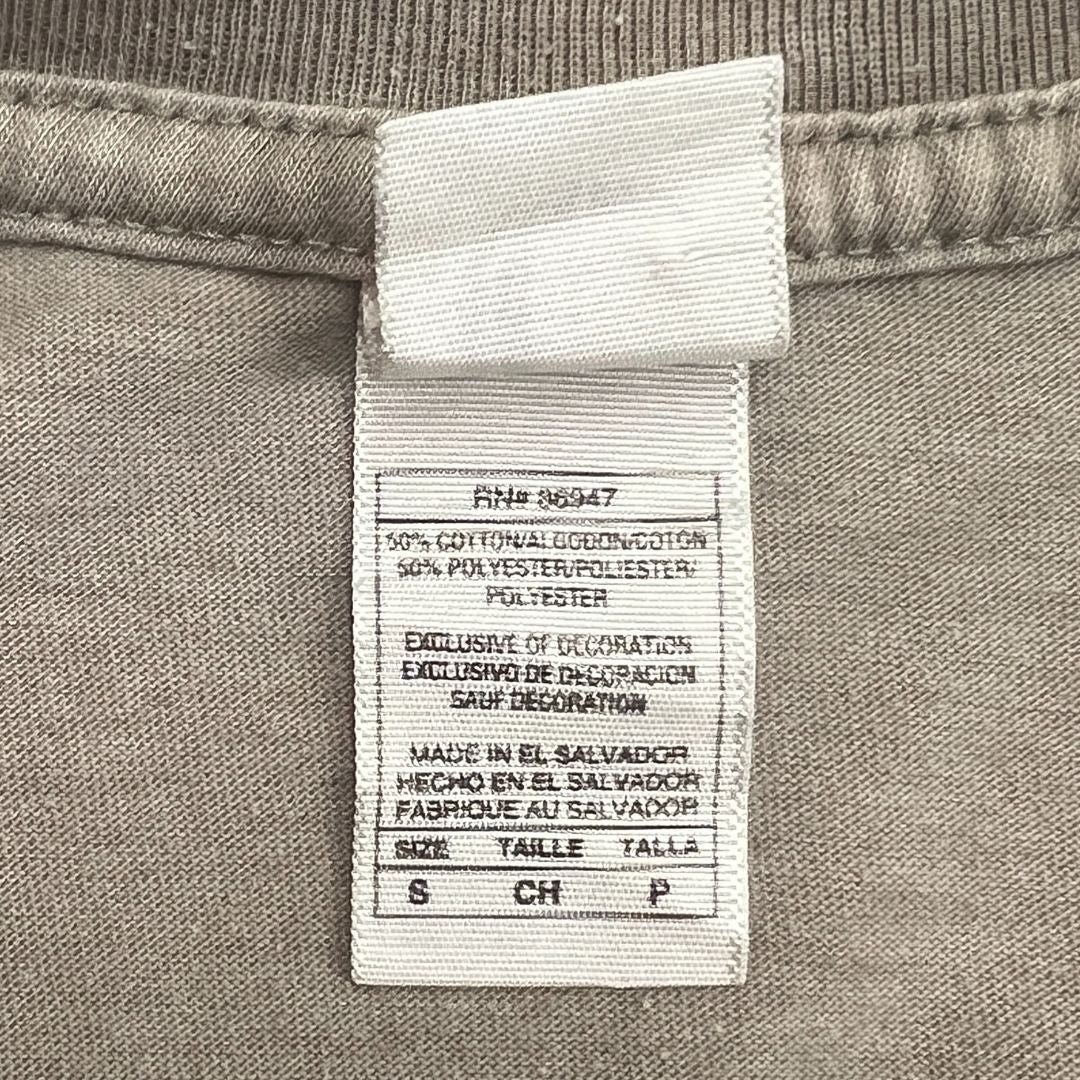 RN#
50% COTTON/ALGODON/COTON
50% POLYESTER/POLIESTER/
POLYESTER
EXCLUSIVE OF DECORATION
EXCLUSIVO DE DECORACION
SAUF DECORATION
MADE IN EL SALVADOR
HECHO EN EL SALVADOR
FABRIQUE AU SALVADOR
SIZE TAILLE TALLA
S CH P